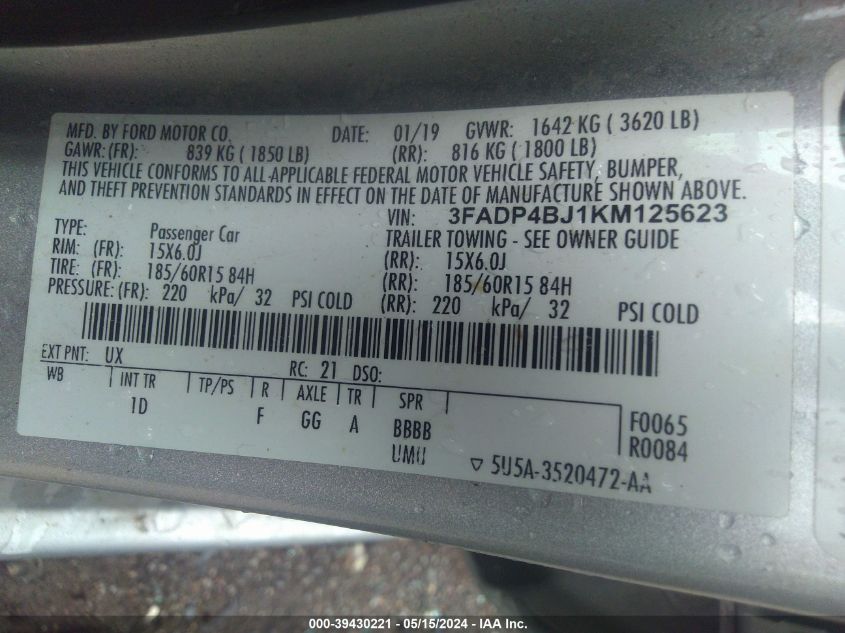 MFD. BY FORD MOTOR CO. DATE: 01/19 GVWR: 1642 KG ( 3620 LB)
GAWR:(FR): 839 KG ( 1850 LB) (RR): 816 KG ( 1800 LB)
THIS VEHICLE CONFORMS TO ALL APPLICABLE FEDERAL MOTOR VEHICLE SAFETY, BUMPER,
AND THEFT PREVENTION STANDARDS IN EFFECT ON THE DATE OF MANUFACTURE SHOWN ABOVE.
VIN: 3FADP4BJ1KM125623
TYPE: Passenger Car TRAILER TOWING - SEE OWNER GUIDE
RIM: (FR): 15X6.0J (RR): 15X6.0J
TIRE: (FR): 185/60R15 84H (RR): 185/60R15 84H
PRESSURE: (FR): 220 kPa/ 32 PSI COLD (RR): 220 kPa/ 32 PSI COLD
EXT PNT: UX RC: 21 DSO:
WB INT TR TP/PS R AXLE TR SPR
1D F GG A BBBB F0065
UMU R0084
▽ 5U5A-3520472-AA
000-39430221 - 05/15/2024 - IAA Inc.